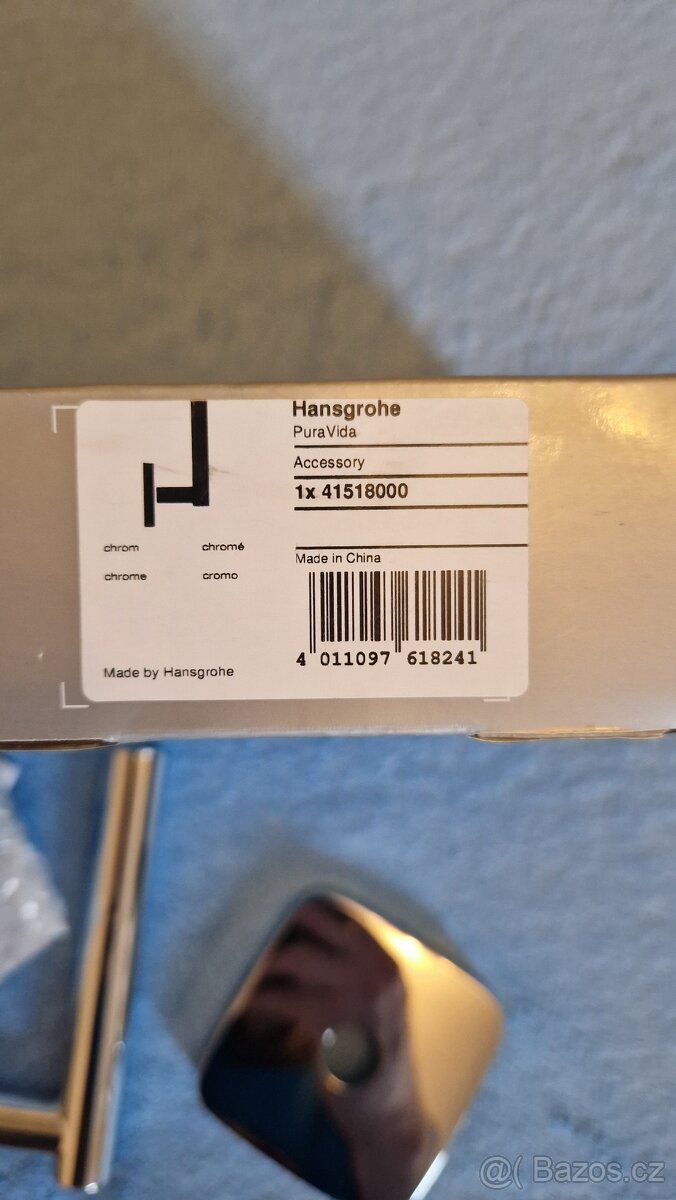 Hansgrohe
PuraVida
Accessory
1x 41518000
chrom chromé
chrome cromo
Made in China
4 011097 618241
Made by Hansgrohe
@( Bazos.cz